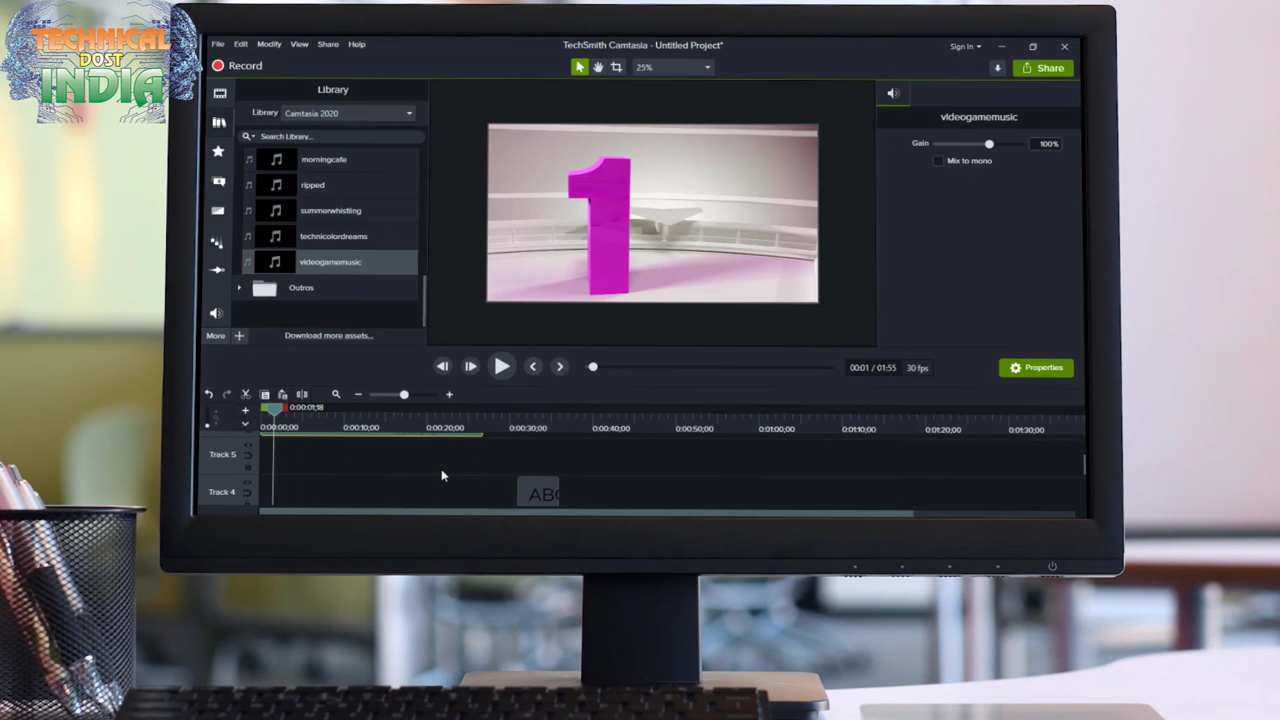 TECHNICAL
DOST
INDIA
File Edit Modify View Share Help
TechSmith Camtasia - Untitled Project*
Sign In
Record
25%
Share
Library
Library Camtasia 2020
Search Library...
morningcafe
ripped
summerwhistling
technicolordreams
videogamemusic
Outros
More
Download more assets...
1
videogamemusic
Gain 100%
Mix to mono
00:01 / 01:55 30 fps
Properties
0:00:01;18
0:00:00;00 0:00:10;00 0:00:20;00 0:00:30;00 0:00:40;00 0:00:50;00 0:01:00;00 0:01:10;00 0:01:20;00 0:01:30;00
Track 5
Track 4
ABC